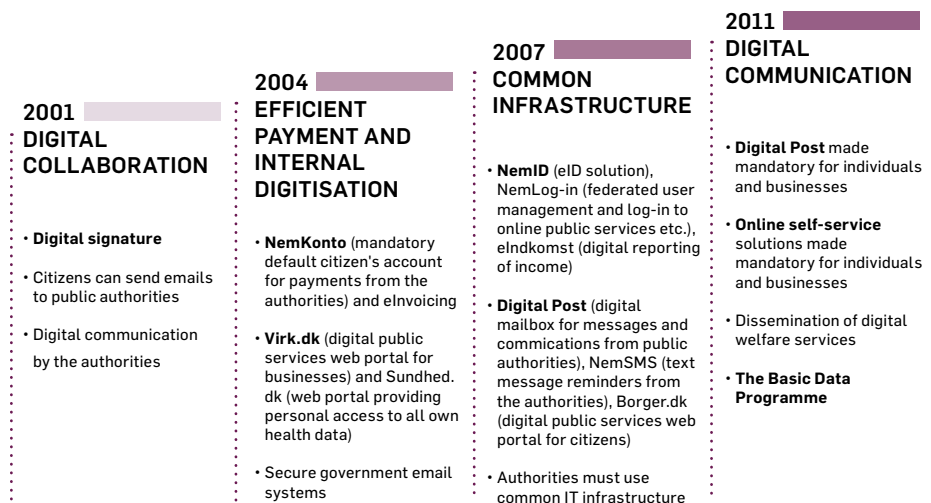 2001
DIGITAL
COLLABORATION
• Digital signature
• Citizens can send emails
to public authorities
• Digital communication
by the authorities
2004
EFFICIENT
PAYMENT AND
INTERNAL
DIGITISATION
• NemKonto (mandatory
default citizen's account
for payments from the
authorities) and eInvoicing
• Virk.dk (digital public
services web portal for
businesses) and Sundhed.
dk (web portal providing
personal access to all own
health data)
• Secure government email
systems
2007
COMMON
INFRASTRUCTURE
• NemID (eID solution),
NemLog-in (federated user
management and log-in to
online public services etc.),
eIndkomst (digital reporting
of income)
• Digital Post (digital
mailbox for messages and
commications from public
authorities), NemSMS (text
message reminders from
the authorities), Borger.dk
(digital public services web
portal for citizens)
• Authorities must use
common IT infrastructure
2011
DIGITAL
COMMUNICATION
• Digital Post made
mandatory for individuals
and businesses
• Online self-service
solutions made
mandatory for individuals
and businesses
• Dissemination of digital
welfare services
• The Basic Data
Programme